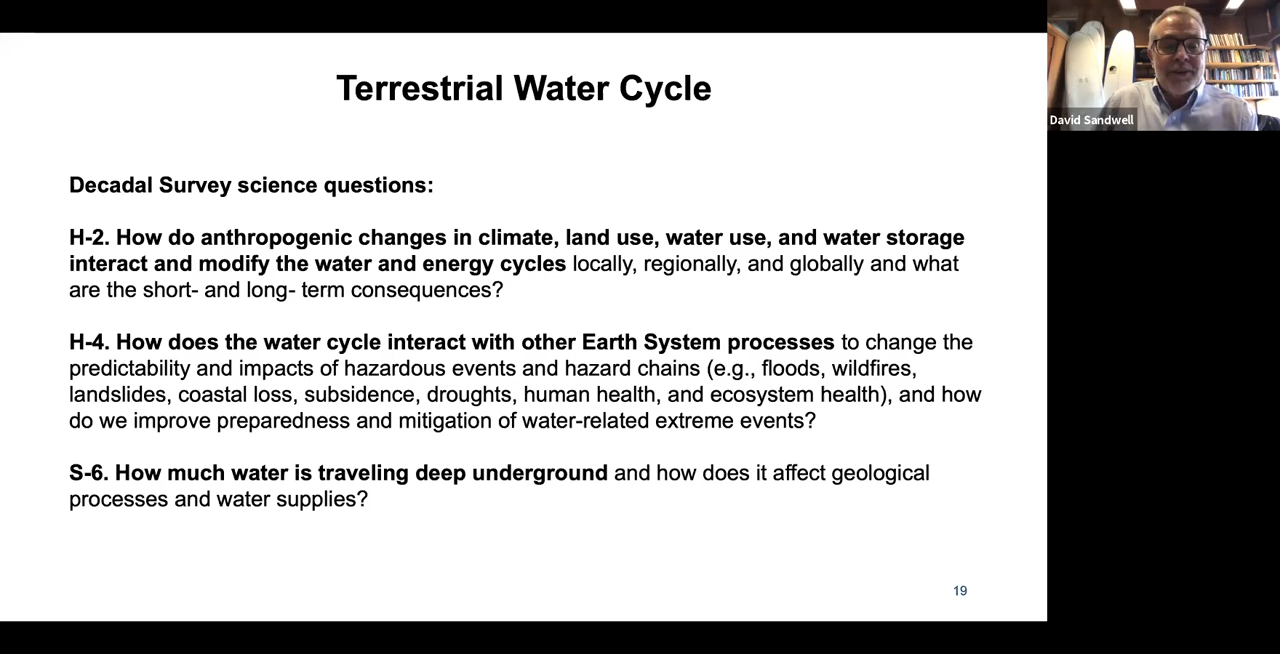 Terrestrial Water Cycle
David Sandwell
Decadal Survey science questions:
H-2. How do anthropogenic changes in climate, land use, water use, and water storage
interact and modify the water and energy cycles locally, regionally, and globally and what
are the short- and long- term consequences?
H-4. How does the water cycle interact with other Earth System processes to change the
predictability and impacts of hazardous events and hazard chains (e.g., floods, wildfires,
landslides, coastal loss, subsidence, droughts, human health, and ecosystem health), and how
do we improve preparedness and mitigation of water-related extreme events?
S-6. How much water is traveling deep underground and how does it affect geological
processes and water supplies?
19